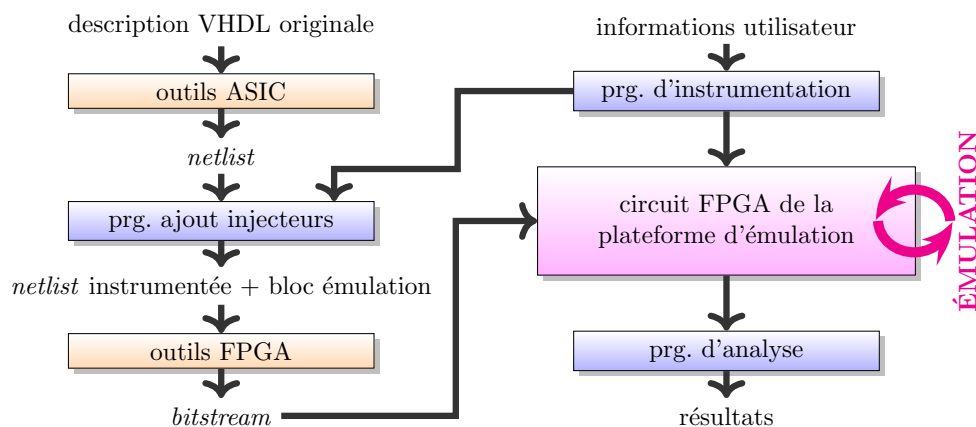 description VHDL originale
outils ASIC
netlist
prg. ajout injecteurs
netlist instrumentée + bloc émulation
outils FPGA
bitstream
informations utilisateur
prg. d'instrumentation
circuit FPGA de la
plateforme d'émulation
ÉMULATION
prg. d'analyse
résultats